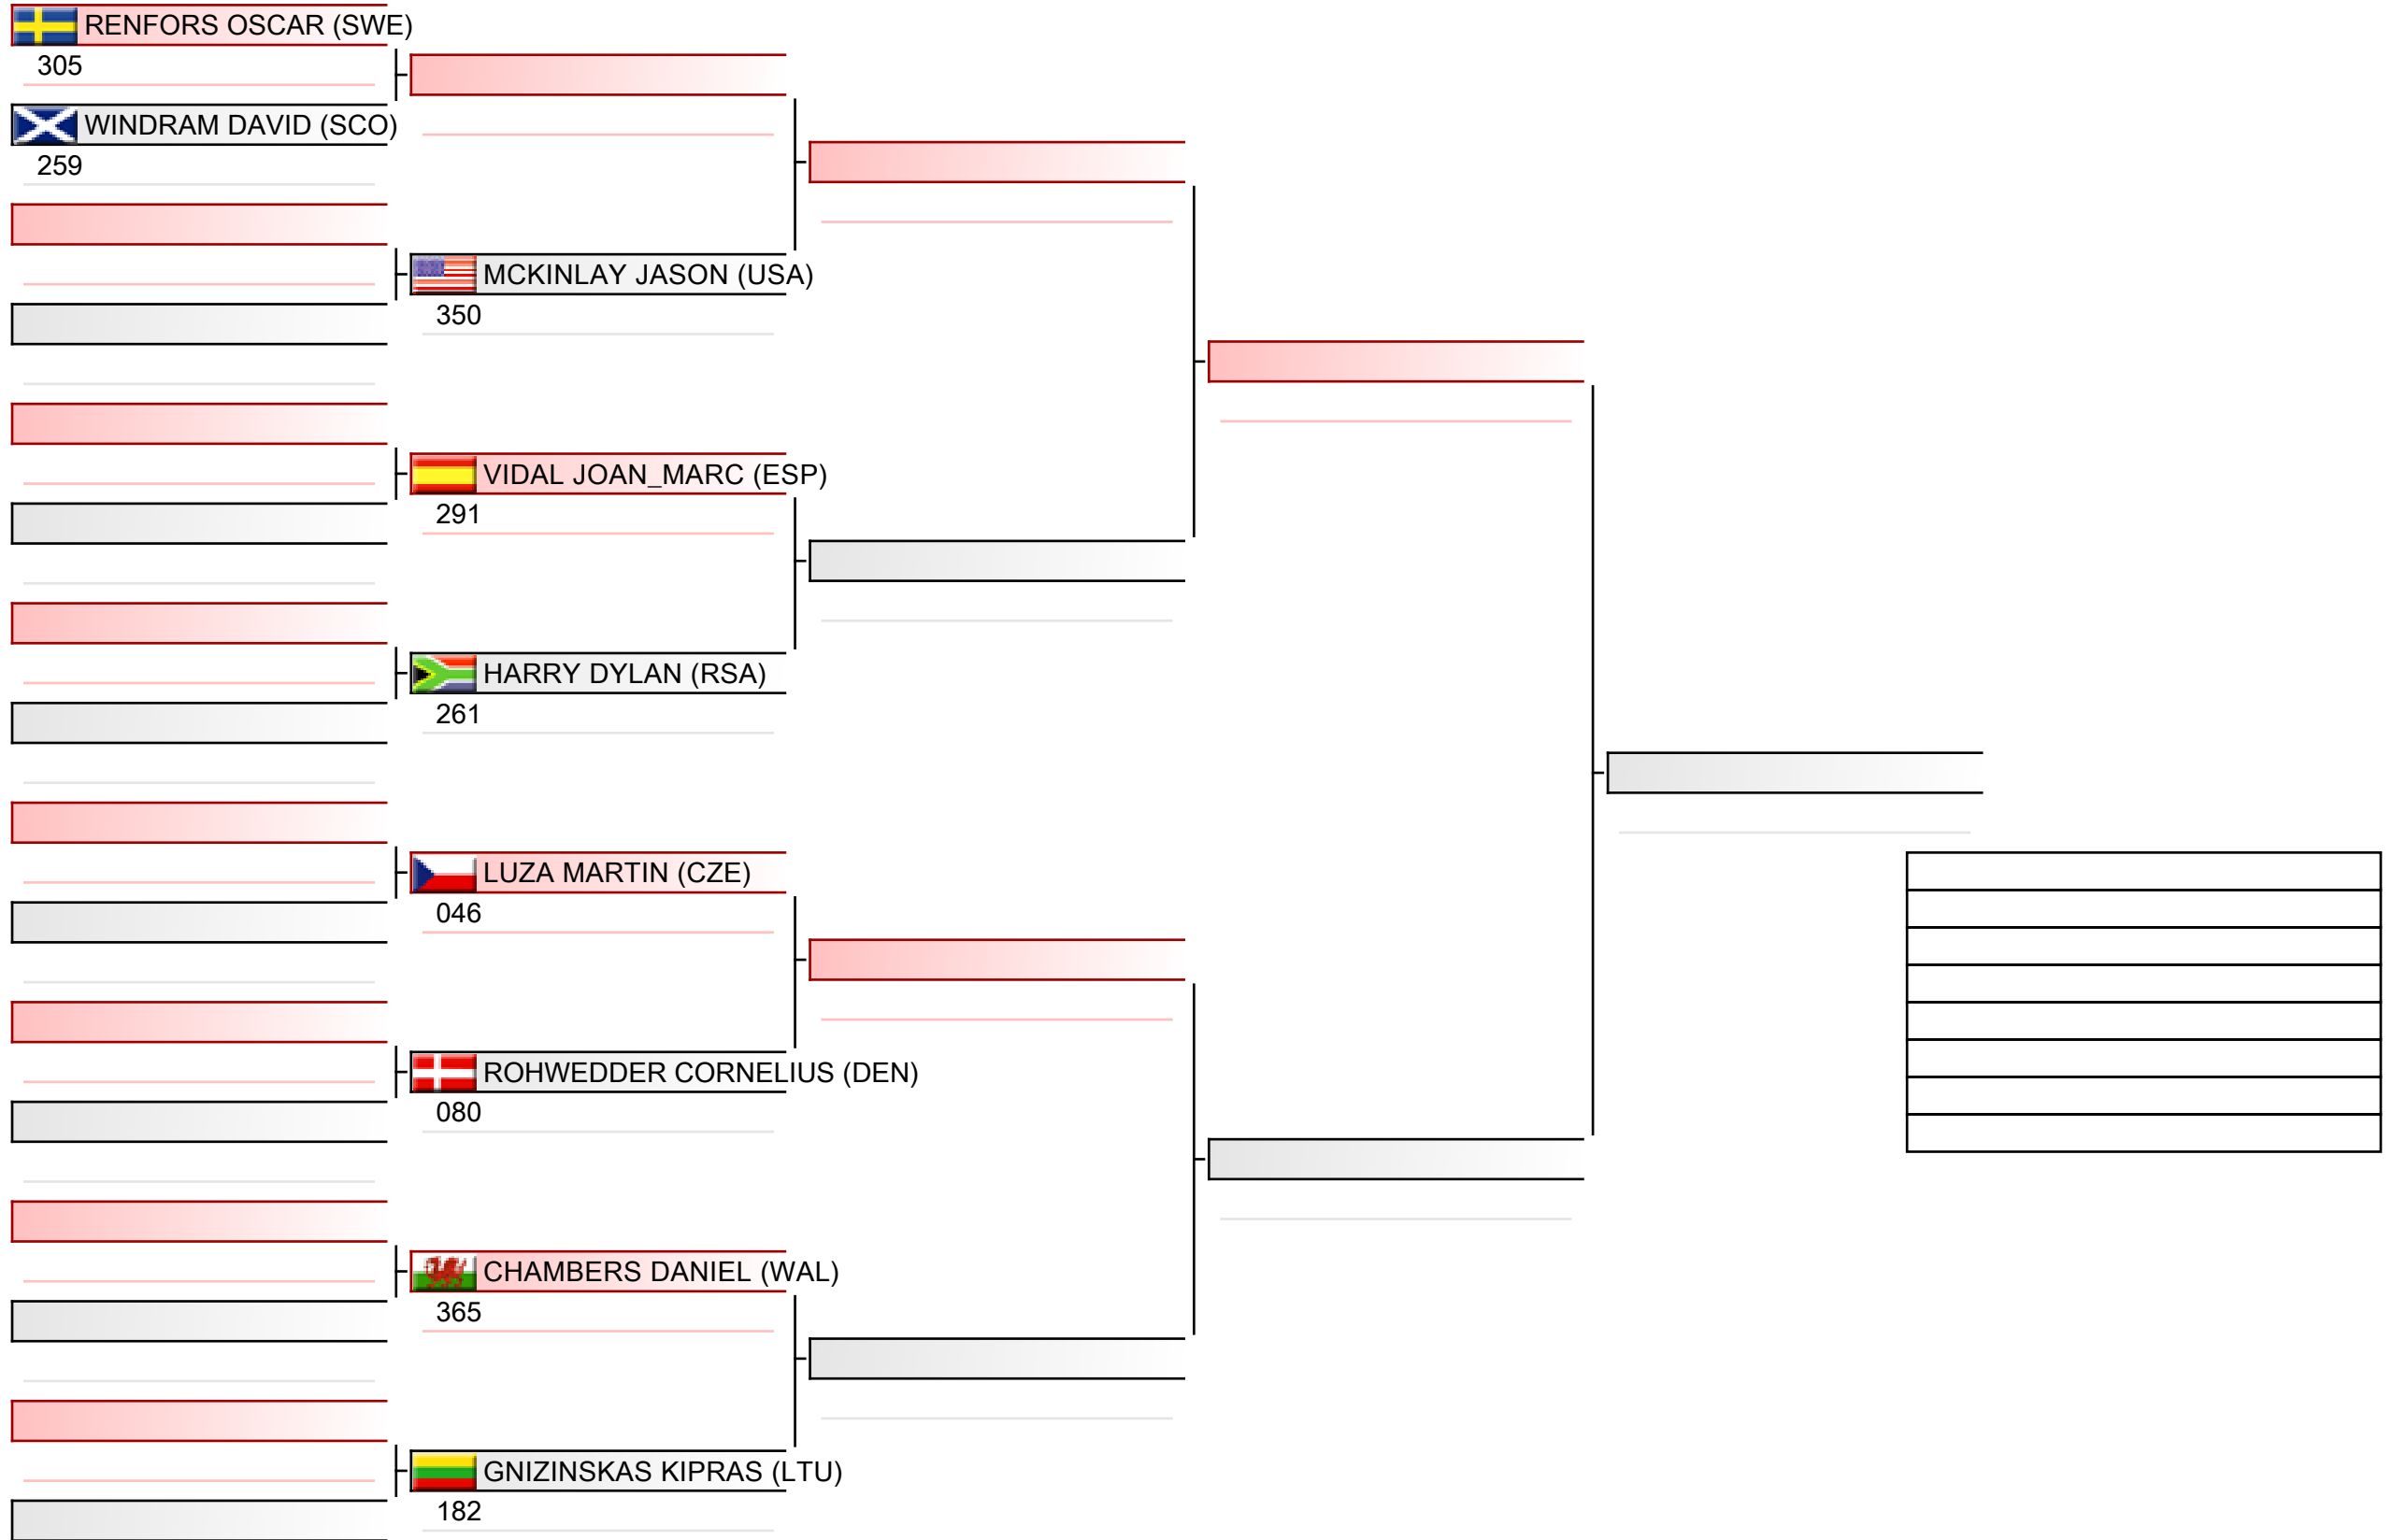 RENFORS OSCAR (SWE)
305
WINDRAM DAVID (SCO)
259
MCKINLAY JASON (USA)
350
VIDAL JOAN_MARC (ESP)
291
HARRY DYLAN (RSA)
261
LUZA MARTIN (CZE)
046
ROHWEDDER CORNELIUS (DEN)
080
CHAMBERS DANIEL (WAL)
365
GNIZINSKAS KIPRAS (LTU)
182